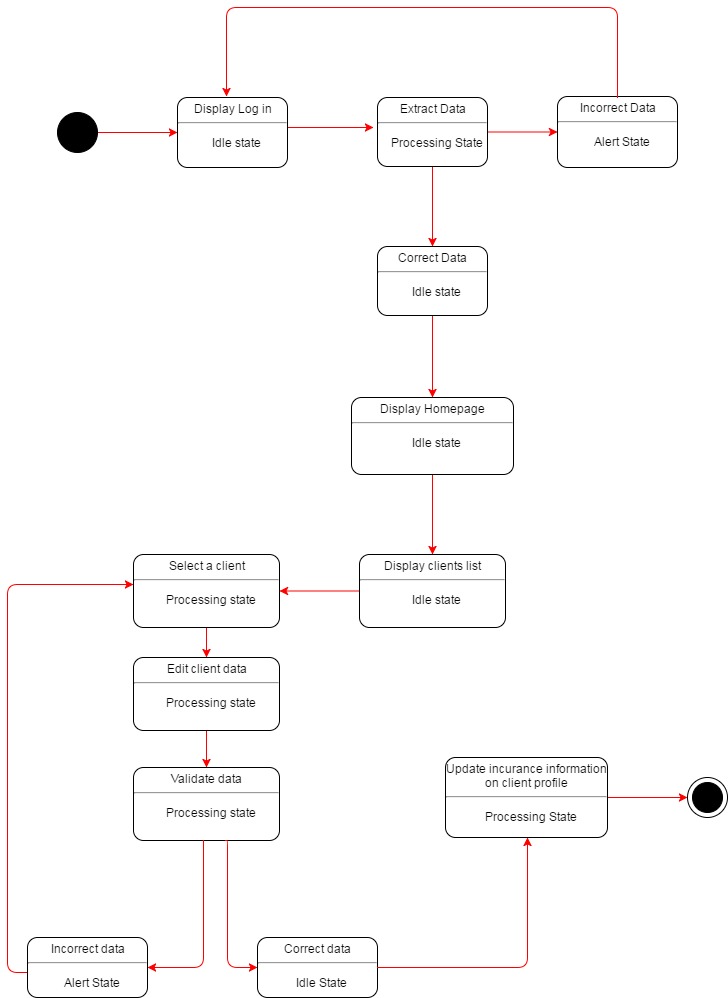 Display Log in
Idle state
Extract Data
Processing State
Incorrect Data
Alert State
Correct Data
Idle state
Display Homepage
Idle state
Display clients list
Idle state
Select a client
Processing state
Edit client data
Processing state
Validate data
Processing state
Update incurance information
on client profile
Processing State
Incorrect data
Alert State
Correct data
Idle State